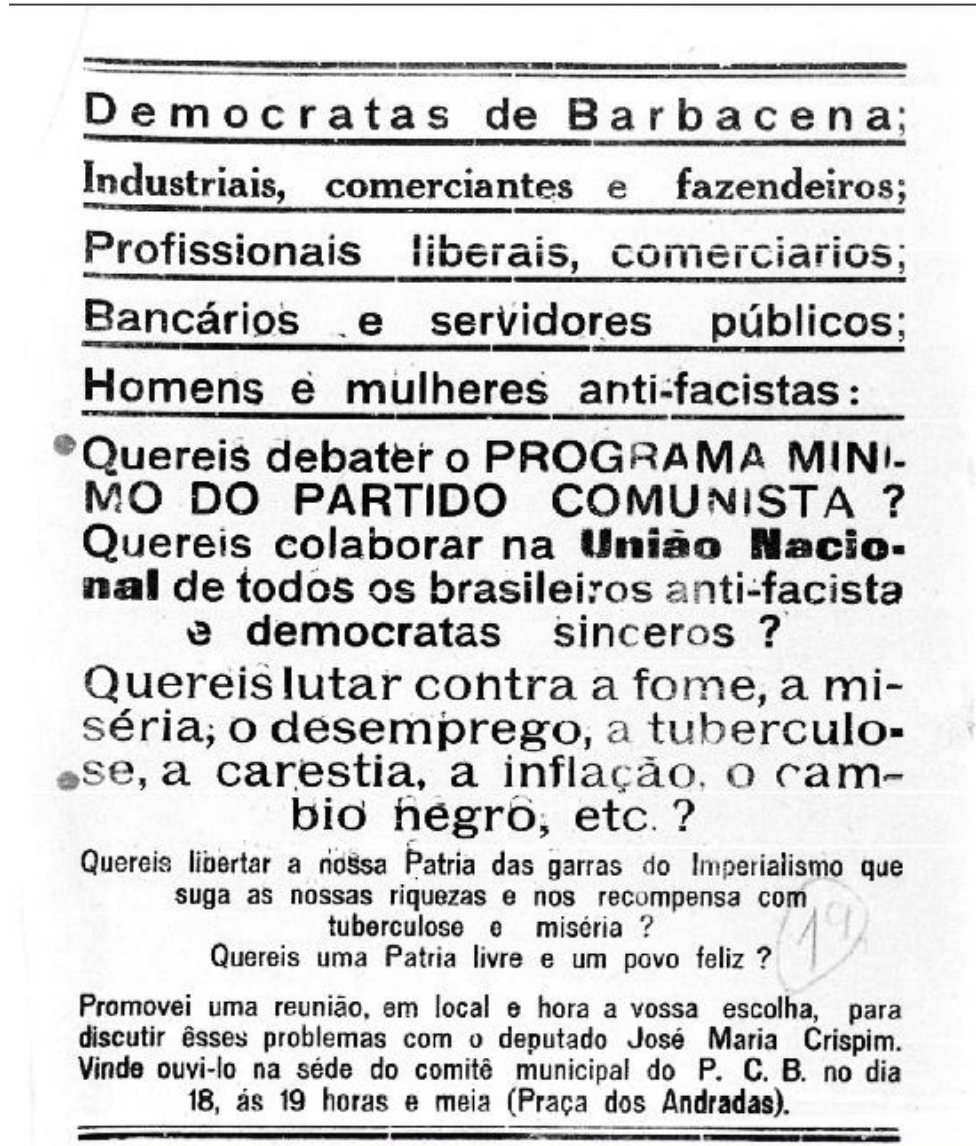 Democratas de Barbacena;
Industriais, comerciantes e fazendeiros;
Profissionais liberais, comerciarios;
Bancários e servidores públicos;
Homens e mulheres anti-facistas:
Quereis debater o PROGRAMA MINI-
MO DO PARTIDO COMUNISTA ?
Quereis colaborar na União Nacio-
nal de todos os brasileiros anti-facista
e democratas sinceros ?
Quereis lutar contra a fome, a mi-
séria; o desemprego, a tuberculo-
se, a carestia, a inflação, o cam-
bio negro, etc. ?
Quereis libertar a nossa Patria das garras do Imperialismo que
suga as nossas riquezas e nos recompensa com
tuberculose e miséria ?
Quereis uma Patria livre e um povo feliz ?
Promovei uma reunião, em local e hora a vossa escolha, para
discutir êsses problemas com o deputado José Maria Crispim.
Vinde ouvi-lo na séde do comitê municipal do P. C. B. no dia
18, ás 19 horas e meia (Praça dos Andradas).